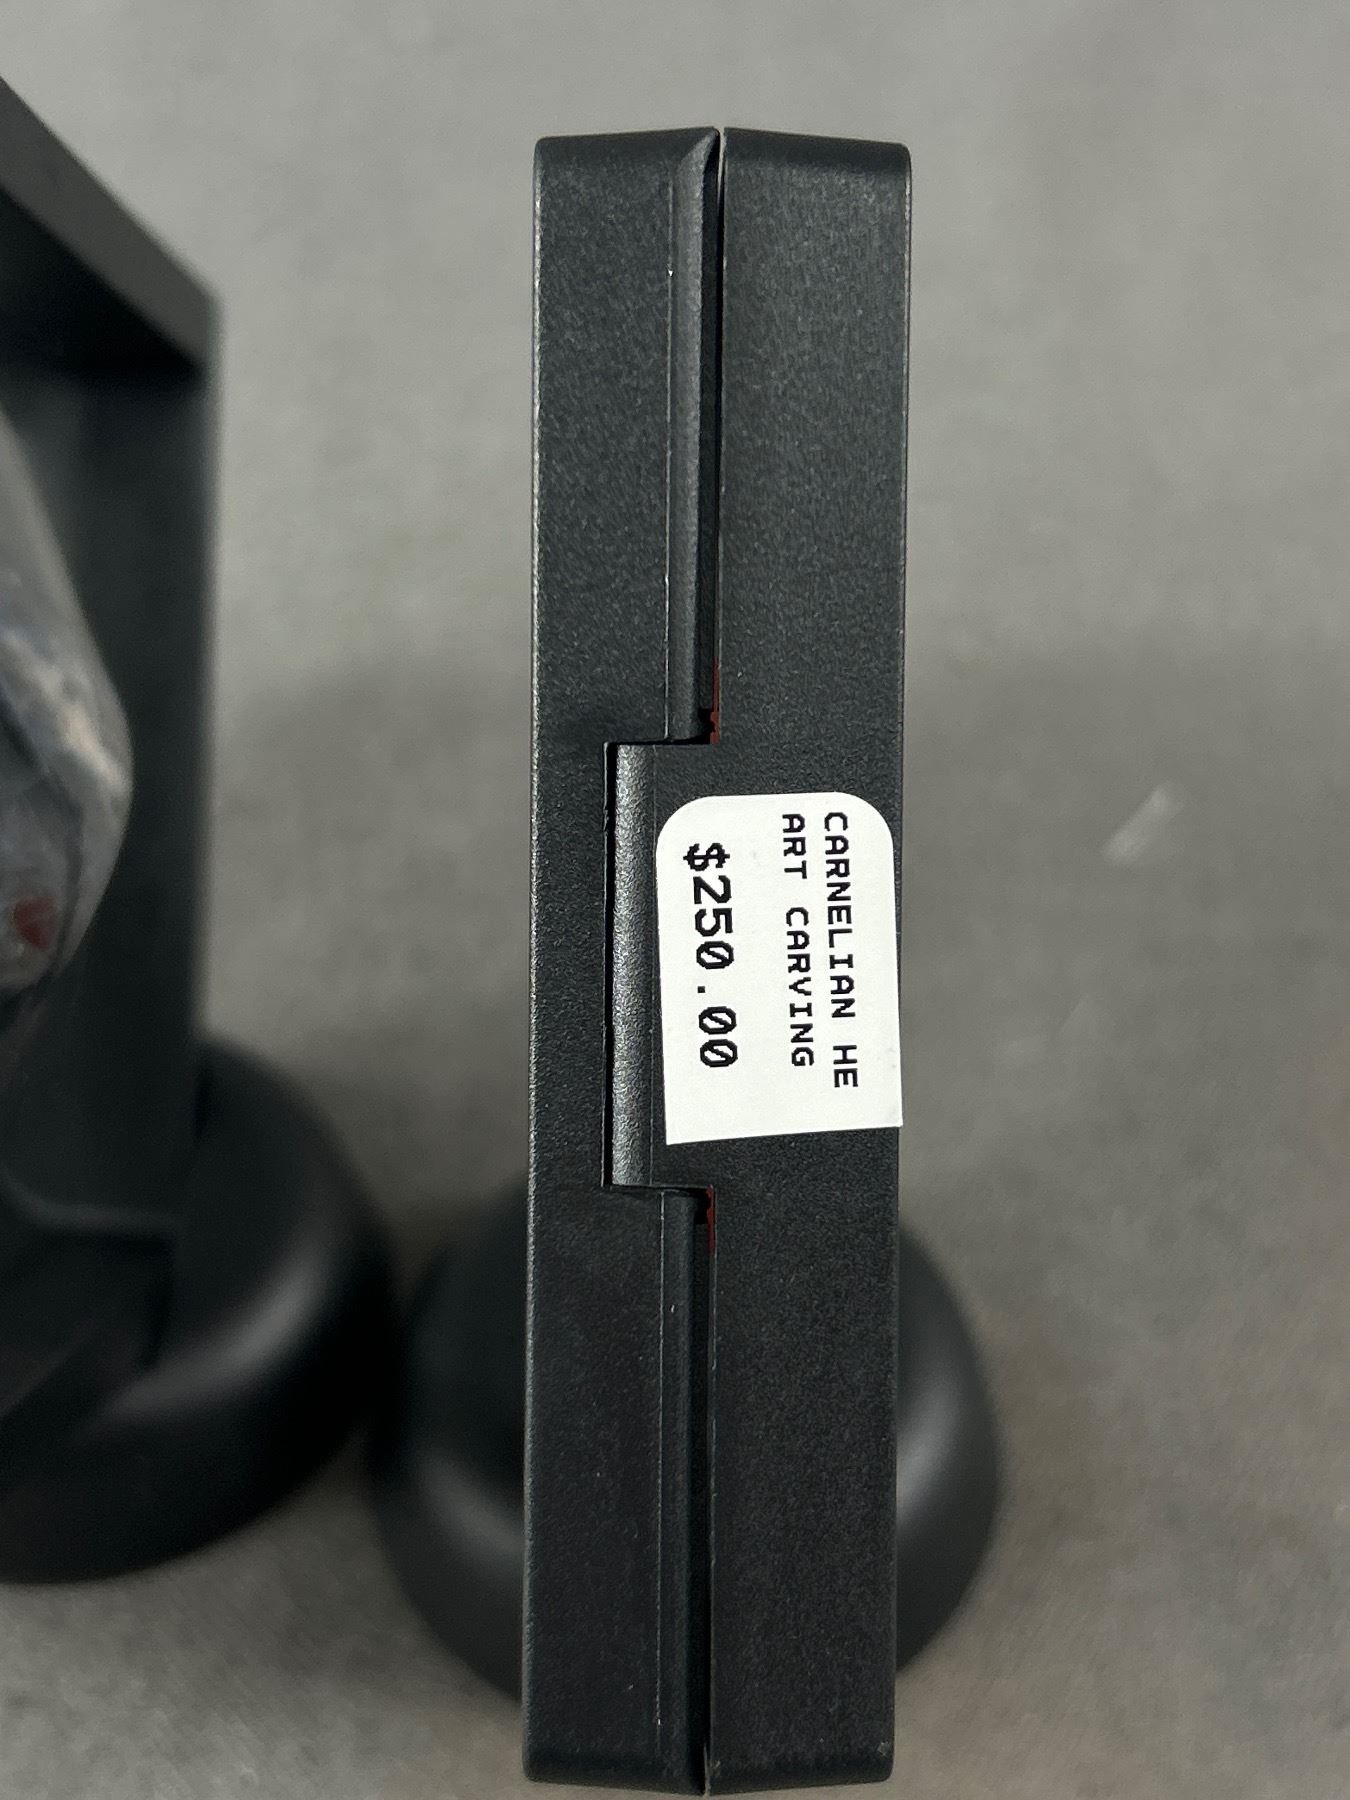 CARNELIAN HE
ART CARVING
$250.00